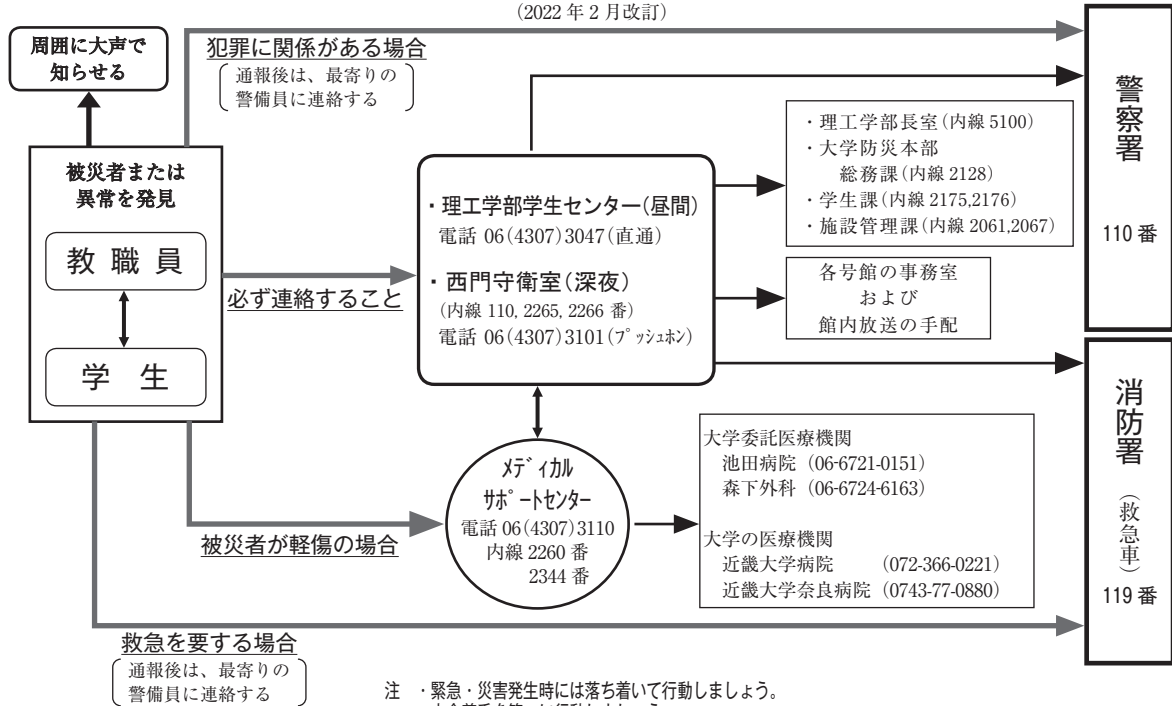 (2022年2月改訂)
周囲に大声で
知らせる
犯罪に関係がある場合
通報後は、最寄りの
警備員に連絡する
被災者または
異常を発見
教職員
学生
必ず連絡すること
・理工学部学生センター(昼間)
電話 06(4307)3047(直通)
・西門守衛室(深夜)
(内線 110, 2265, 2266 番)
電話 06(4307)3101(プッシュホン)
・理工学部長室(内線 5100)
・大学防災本部
総務課(内線 2128)
・学生課(内線 2175,2176)
・施設管理課(内線 2061,2067)
各号館の事務室
および
館内放送の手配
警察署
110 番
被災者が軽傷の場合
メディカル
サポートセンター
電話 06(4307)3110
内線 2260 番
2344 番
大学委託医療機関
池田病院 (06-6721-0151)
森下外科 (06-6724-6163)
大学の医療機関
近畿大学病院 (072-366-0221)
近畿大学奈良病院 (0743-77-0880)
消防署
(救急車)
119 番
救急を要する場合
通報後は、最寄りの
警備員に連絡する
注 ・緊急・災害発生時には落ち着いて行動しましょう。